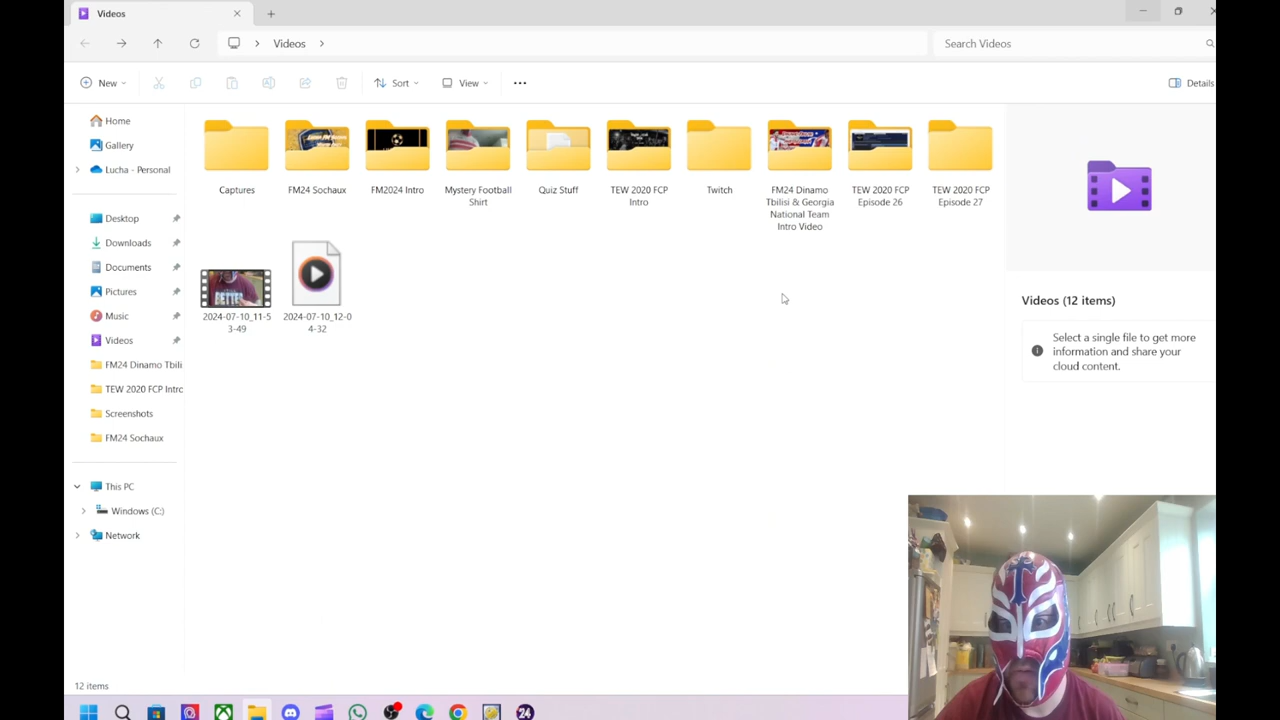 Videos
Videos
Search Videos
New
Sort
View
Details
Home
Gallery
Lucha - Personal
Desktop
Downloads
Documents
Pictures
Music
Videos
FM24 Dinamo Tbili
TEW 2020 FCP Intro
Screenshots
FM24 Sochaux
This PC
Windows (C:)
Network
Captures
FM24 Sochaux
FM2024 Intro
Mystery Football
Shirt
Quiz Stuff
TEW 2020 FCP
Intro
Twitch
FM24 Dinamo
Tbilisi & Georgia
National Team
Intro Video
TEW 2020 FCP
Episode 26
TEW 2020 FCP
Episode 27
2024-07-10_11-5
3-49
2024-07-10_12-0
4-32
Videos (12 items)
Select a single file to get more
information and share your
cloud content.
12 items
24